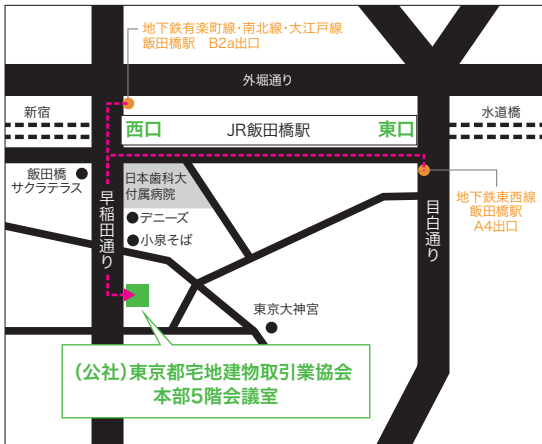 地下鉄有楽町線・南北線・大江戸線
飯田橋駅 B2a出口
外堀通り
新宿
水道橋
西口
JR飯田橋駅
東口
飯田橋
サクラテラス
日本歯科大
付属病院
デニーズ
小泉そば
早稲田通り
目白通り
地下鉄東西線
飯田橋駅
A4出口
東京大神宮
(公社)東京都宅地建物取引業協会
本部5階会議室